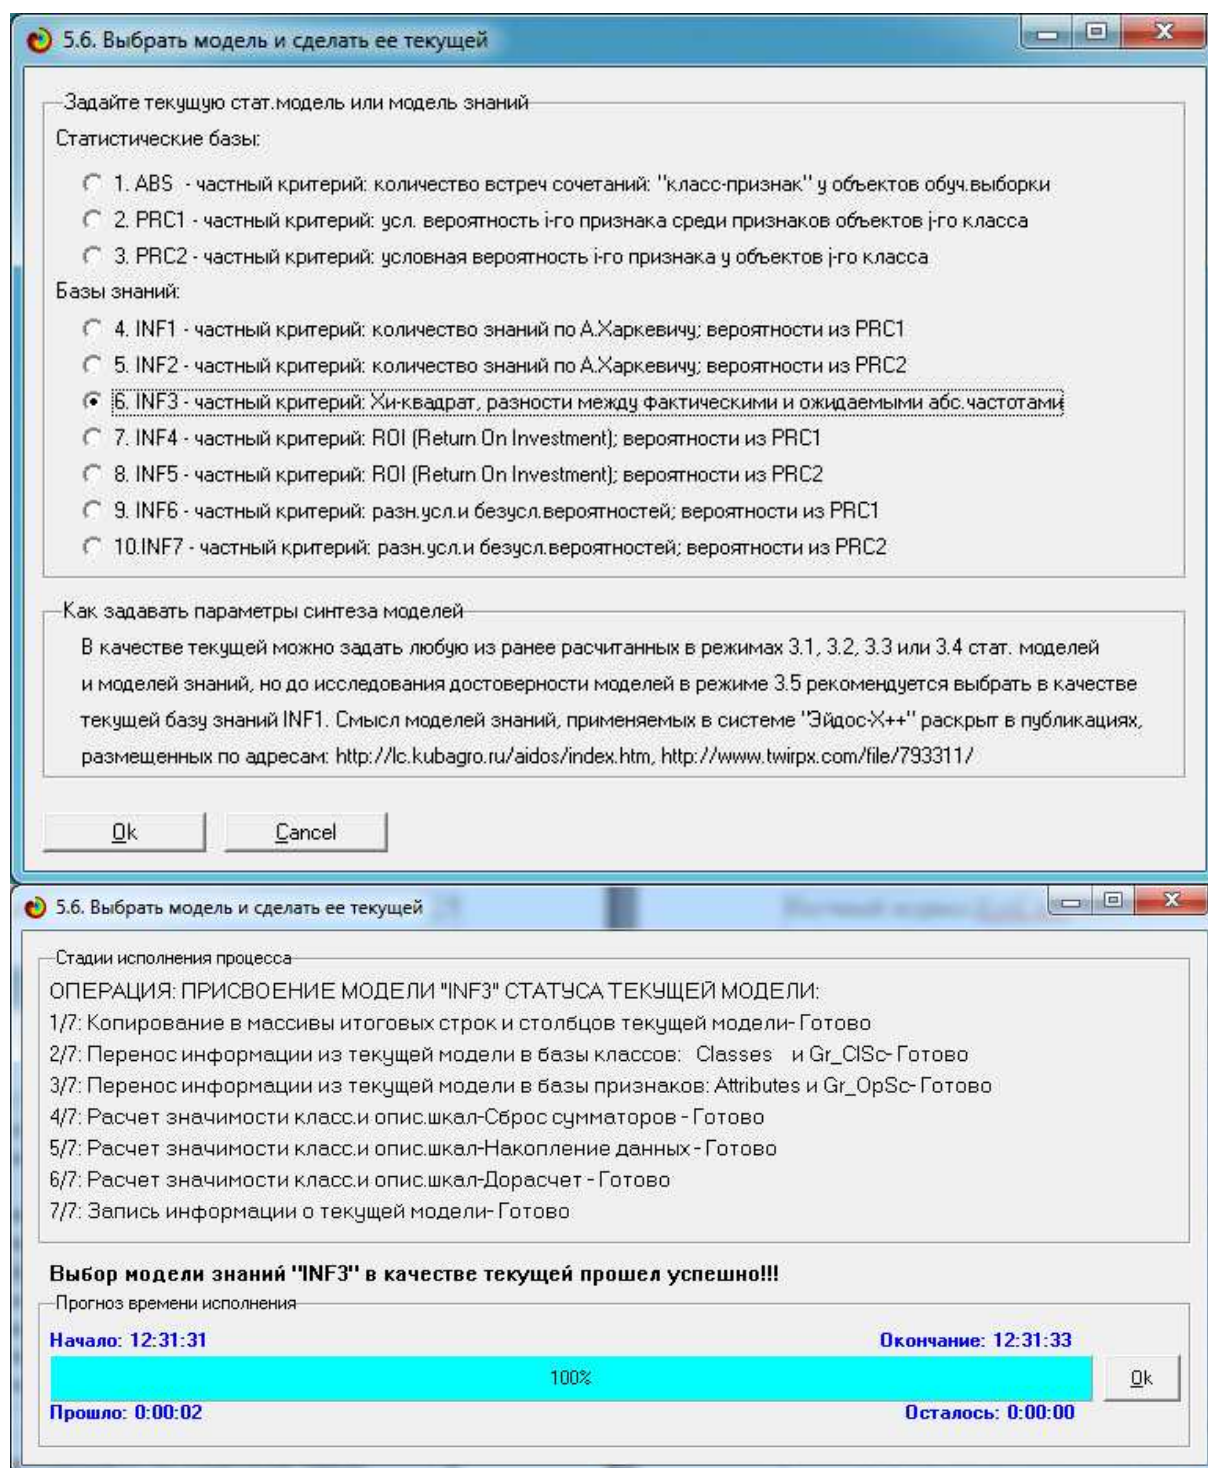 5.6. Выбрать модель и сделать ее текущей
Задайте текущую стат.модель или модель знаний
Статистические базы:
1. ABS - частный критерий: количество встреч сочетаний: "класс-признак" у объектов обуч.выборки
2. PRC1 - частный критерий: усл. вероятность i-го признака среди признаков объектов j-го класса
3. PRC2 - частный критерий: условная вероятность i-го признака у объектов j-го класса
Базы знаний:
4. INF1 - частный критерий: количество знаний по А.Харкевичу; вероятности из PRC1
5. INF2 - частный критерий: количество знаний по А.Харкевичу; вероятности из PRC2
6. INF3 - частный критерий: Хи-квадрат, разности между фактическими и ожидаемыми абс.частотами
7. INF4 - частный критерий: ROI (Return On Investment); вероятности из PRC1
8. INF5 - частный критерий: ROI (Return On Investment); вероятности из PRC2
9. INF6 - частный критерий: разн.усл.и безусл.вероятностей; вероятности из PRC1
10.INF7 - частный критерий: разн.усл.и безусл.вероятностей; вероятности из PRC2
Как задавать параметры синтеза моделей
В качестве текущей можно задать любую из ранее расчитанных в режимах 3.1, 3.2, 3.3 или 3.4 стат. моделей
и моделей знаний, но до исследования достоверности моделей в режиме 3.5 рекомендуется выбрать в качестве
текущей базу знаний INF1. Смысл моделей знаний, применяемых в системе "Эйдос-Х++" раскрыт в публикациях,
размещенных по адресам: http://lc.kubagro.ru/aidos/index.htm, http://www.twirpx.com/file/793311/
Ok Cancel
5.6. Выбрать модель и сделать ее текущей
Стадии исполнения процесса
ОПЕРАЦИЯ: ПРИСВОЕНИЕ МОДЕЛИ "INF3" СТАТУСА ТЕКУЩЕЙ МОДЕЛИ:
1/7: Копирование в массивы итоговых строк и столбцов текущей модели- Готово
2/7: Перенос информации из текущей модели в базы классов: Classes и Gr_ClSc- Готово
3/7: Перенос информации из текущей модели в базы признаков: Attributes и Gr_OpSc- Готово
4/7: Расчет значимости класс.и опис.шкал-Сброс сумматоров - Готово
5/7: Расчет значимости класс.и опис.шкал-Накопление данных - Готово
6/7: Расчет значимости класс.и опис.шкал-Дорасчет - Готово
7/7: Запись информации о текущей модели- Готово
Выбор модели знаний "INF3" в качестве текущей прошел успешно!!!
Прогноз времени исполнения
Начало: 12:31:31 Окончание: 12:31:33
100% Ok
Прошло: 0:00:02 Осталось: 0:00:00